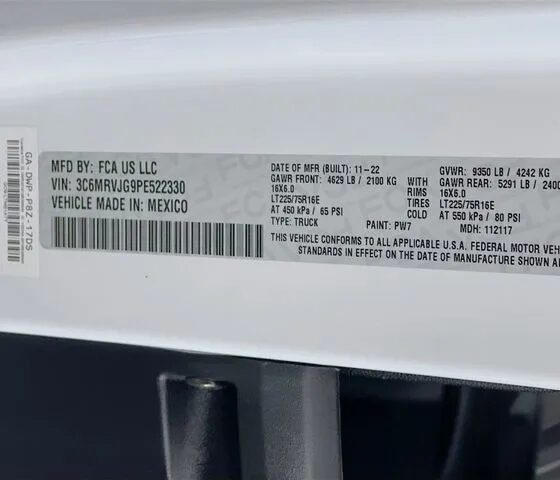 GA-DWP-PBZ-17DS
MFD BY: FCA US LLC
VIN: 3C6MRVJG9PE522330
VEHICLE MADE IN: MEXICO
DATE OF MFR (BUILT): 11-22 GVWR: 9350 LB / 4242 KG
GAWR FRONT: 4629 LB / 2100 KG GAWR REAR: 5291 LB / 240
16X6.0 RIMS 16X6.0
LT225/75R16E TIRES LT225/75R16E
AT 450 kPa / 65 PSI AT 550 kPa / 80 PSI
TYPE: TRUCK PAINT: PW7 MDH: 112117
THIS VEHICLE CONFORMS TO ALL APPLICABLE U.S.A. FEDERAL MOTOR VEH
STANDARDS IN EFFECT ON THE DATE OF MANUFACTURE SHOWN A